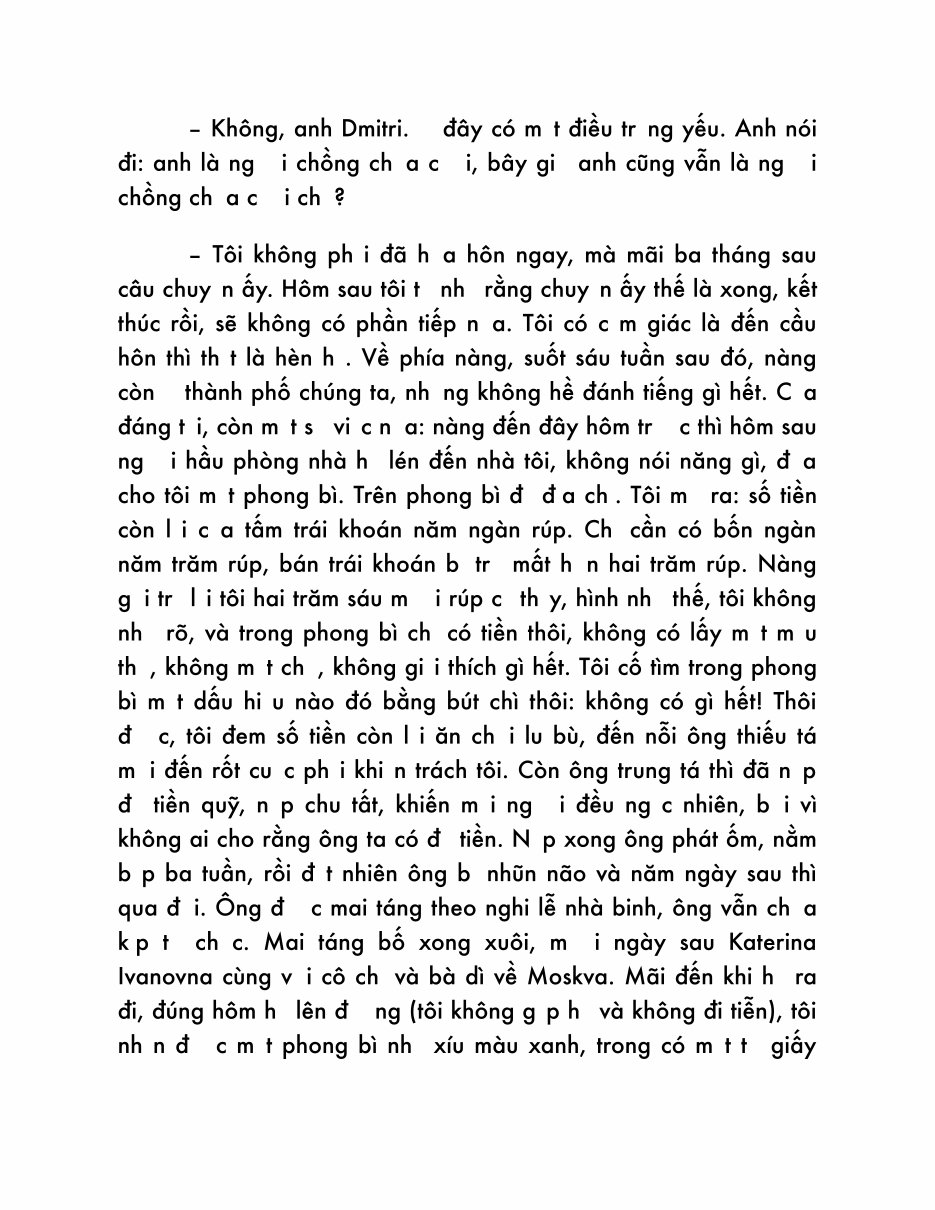 – Không, anh Dmitri.   đây có m t điều tr ng yếu. Anh nói
đi: anh là ng  i chồng ch a c  i, bây gi  anh cũng vẫn là ng  i
chồng ch a c  i ch ?
– Tôi không ph i đã h a hôn ngay, mà mãi ba tháng sau
câu chuy n ấy. Hôm sau tôi t  nh  rằng chuy n ấy thế là xong, kết
thúc rồi, sẽ không có phần tiếp n a. Tôi có c m giác là đến cầu
hôn thì th t là hèn h . Về phía nàng, suốt sáu tuần sau đó, nàng
còn   thành phố chúng ta, nh ng không hề đánh tiếng gì hết. C a
đáng t i, còn m t s  vi c n a: nàng đến đây hôm tr  c thì hôm sau
ng  i hầu phòng nhà h  lén đến nhà tôi, không nói năng gì, đ a
cho tôi m t phong bì. Trên phong bì đ  đ a ch . Tôi m  ra: số tiền
còn l i c a tấm trái khoán năm ngàn rúp. Ch  cần có bốn ngàn
năm trăm rúp, bán trái khoán b  tr  mất h n hai trăm rúp. Nàng
g i tr  l i tôi hai trăm sáu m  i rúp c  th y, hình nh  thế, tôi không
nh  rõ, và trong phong bì ch  có tiền thôi, không có lấy m t m u
th , không m t ch , không gi i thích gì hết. Tôi cố tìm trong phong
bì m t dấu hi u nào đó bằng bút chì thôi: không có gì hết! Thôi
đ  c, tôi đem số tiền còn l i ăn ch i lu bù, đến nỗi ông thiếu tá
m i đến rốt cu c ph i khi n trách tôi. Còn ông trung tá thì đã n p
đ  tiền quỹ, n p chu tất, khiến m i ng  i đều ng c nhiên, b i vì
không ai cho rằng ông ta có đ  tiền. N p xong ông phát ốm, nằm
b p ba tuần, rồi đ t nhiên ông b  nhũn não và năm ngày sau thì
qua đ i. Ông đ  c mai táng theo nghi lễ nhà binh, ông vẫn ch a
k p t  ch c. Mai táng bố xong xuôi, m  i ngày sau Katerina
Ivanovna cùng v i cô ch  và bà dì về Moskva. Mãi đến khi h  ra
đi, đúng hôm h  lên đ  ng (tôi không g p h  và không đi tiễn), tôi
nh n đ  c m t phong bì nh  xíu màu xanh, trong có m t t  giấy